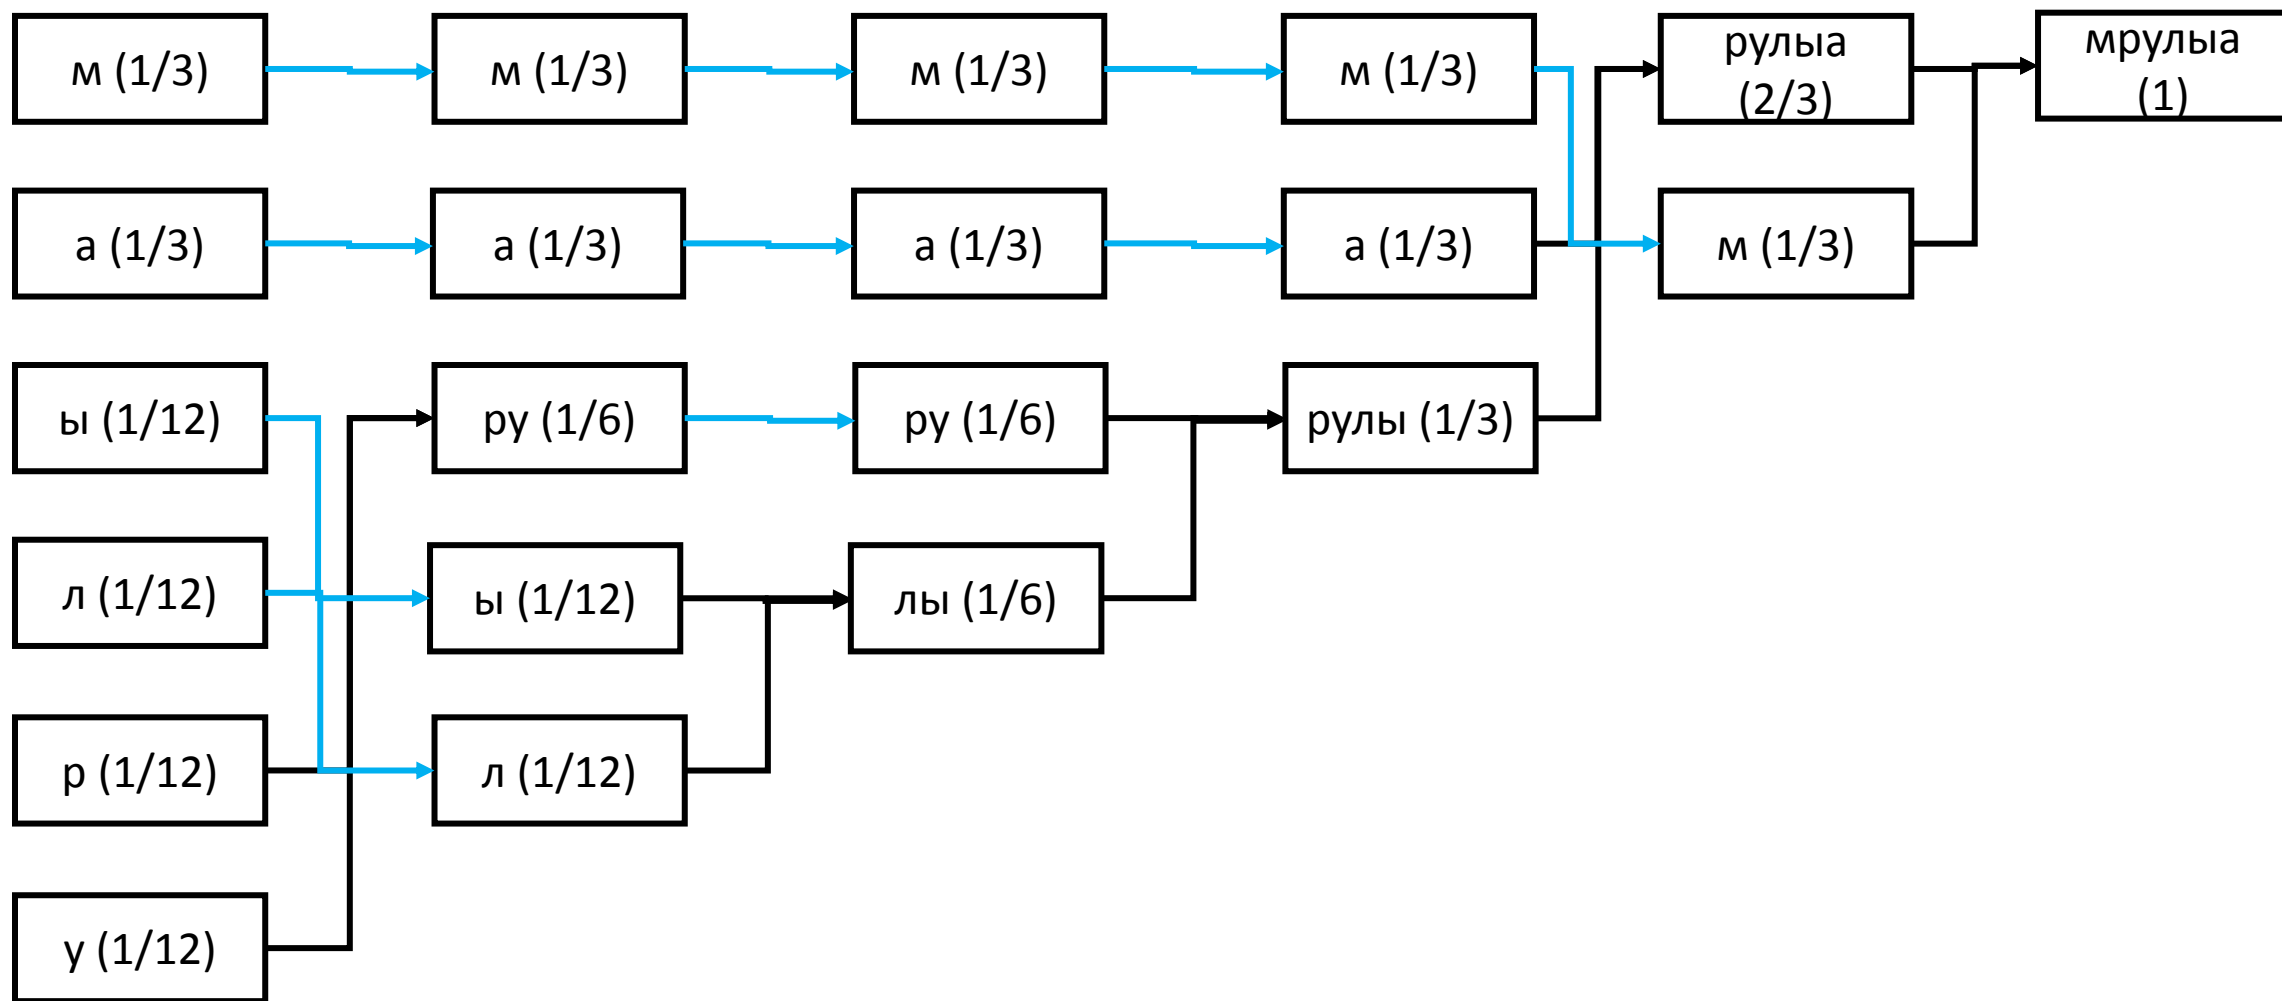 м (1/3)
м (1/3)
м (1/3)
м (1/3)
рулыа
(2/3)
мрулыа
(1)
а (1/3)
а (1/3)
а (1/3)
а (1/3)
м (1/3)
ы (1/12)
ру (1/6)
ру (1/6)
рулы (1/3)
л (1/12)
ы (1/12)
лы (1/6)
р (1/12)
л (1/12)
у (1/12)